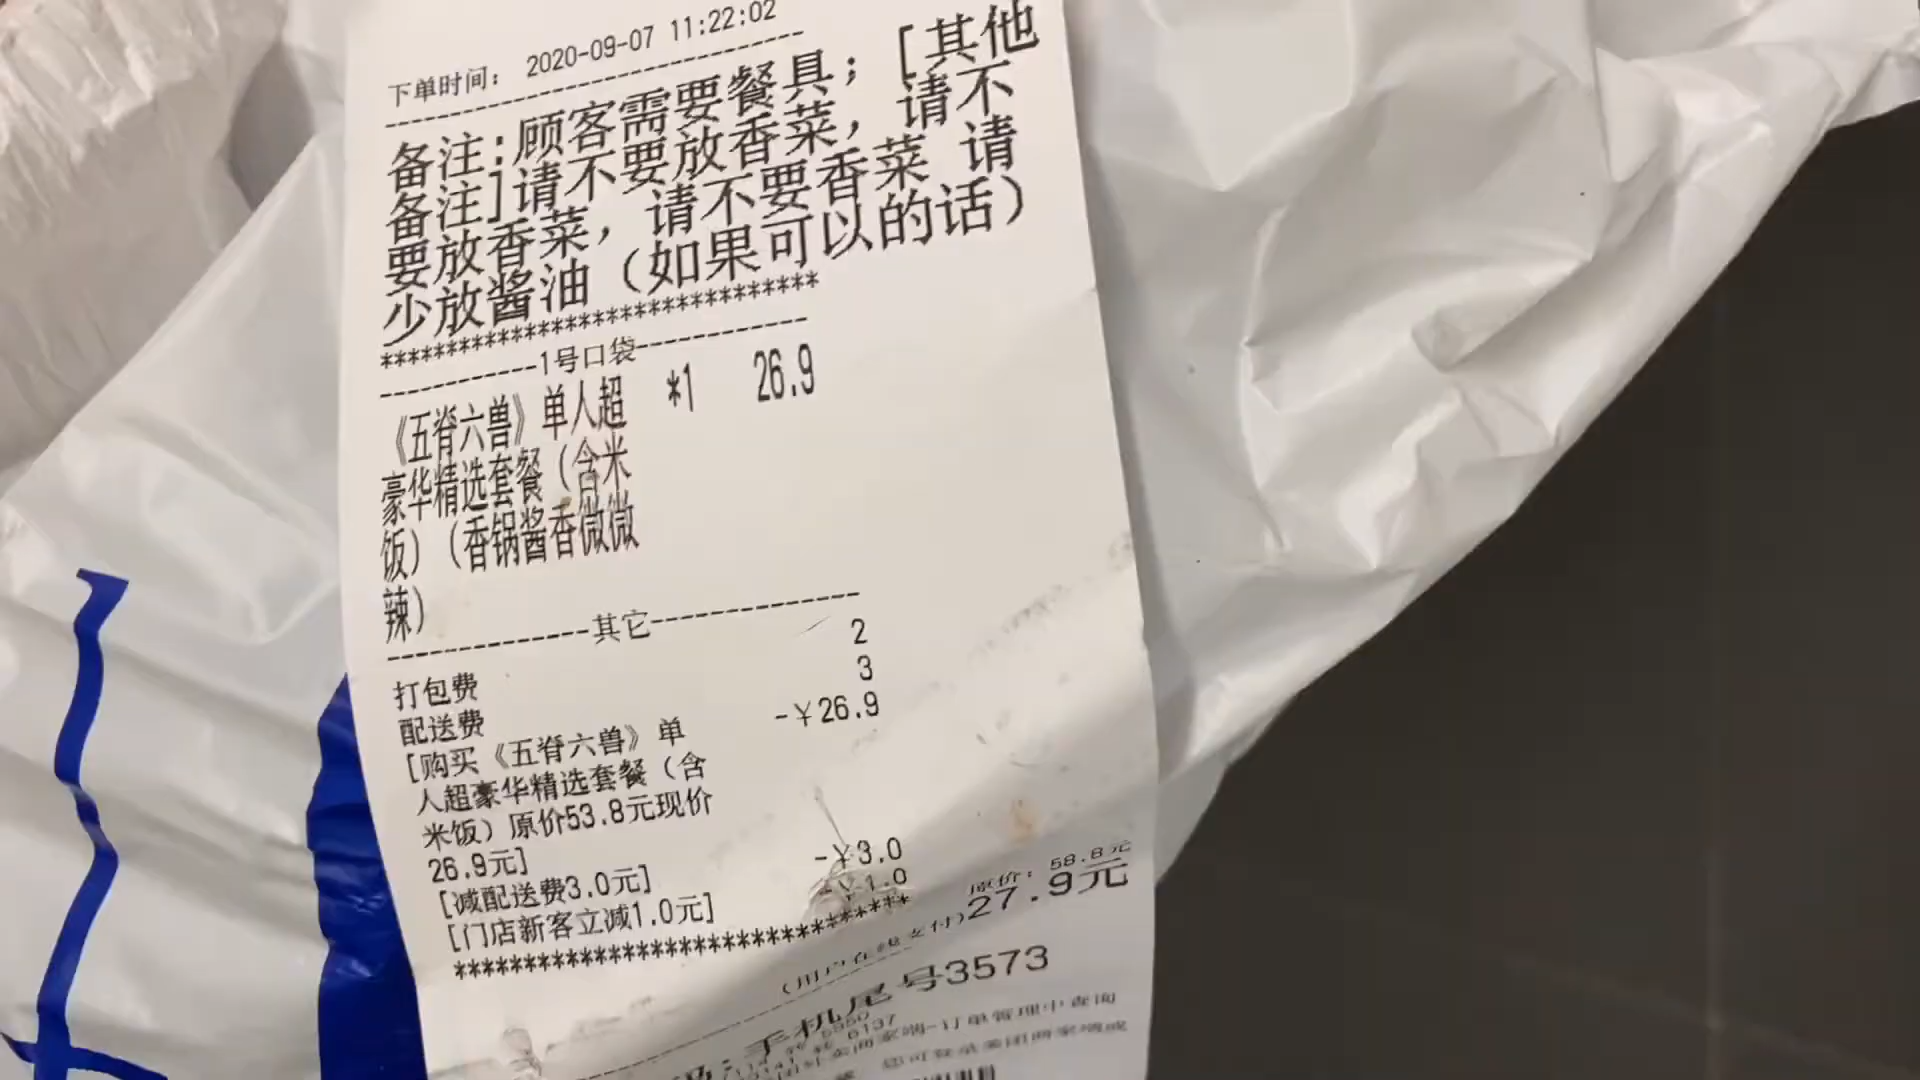 下单时间： 2020-09-07 11:22:02
--------------------------------
备注:顾客需要餐具；[其他
备注]请不要放香菜，请不
要放香菜，请不要香菜 请
少放酱油（如果可以的话）
********************************
-----------1号口袋------------
《五脊六兽》单人超 *1 26.9
豪华精选套餐（含米
饭）（香锅酱香微微
辣）
-------------其它-------------
打包费 2
配送费 3
[购买《五脊六兽》单 -￥26.9
人超豪华精选套餐（含
米饭）原价53.8元现价
26.9元]
[减配送费3.0元] -￥3.0
[门店新客立减1.0元] -￥1.0
********************************
原价：58.8元
(用户在线支付)27.9元
手机尾号3573